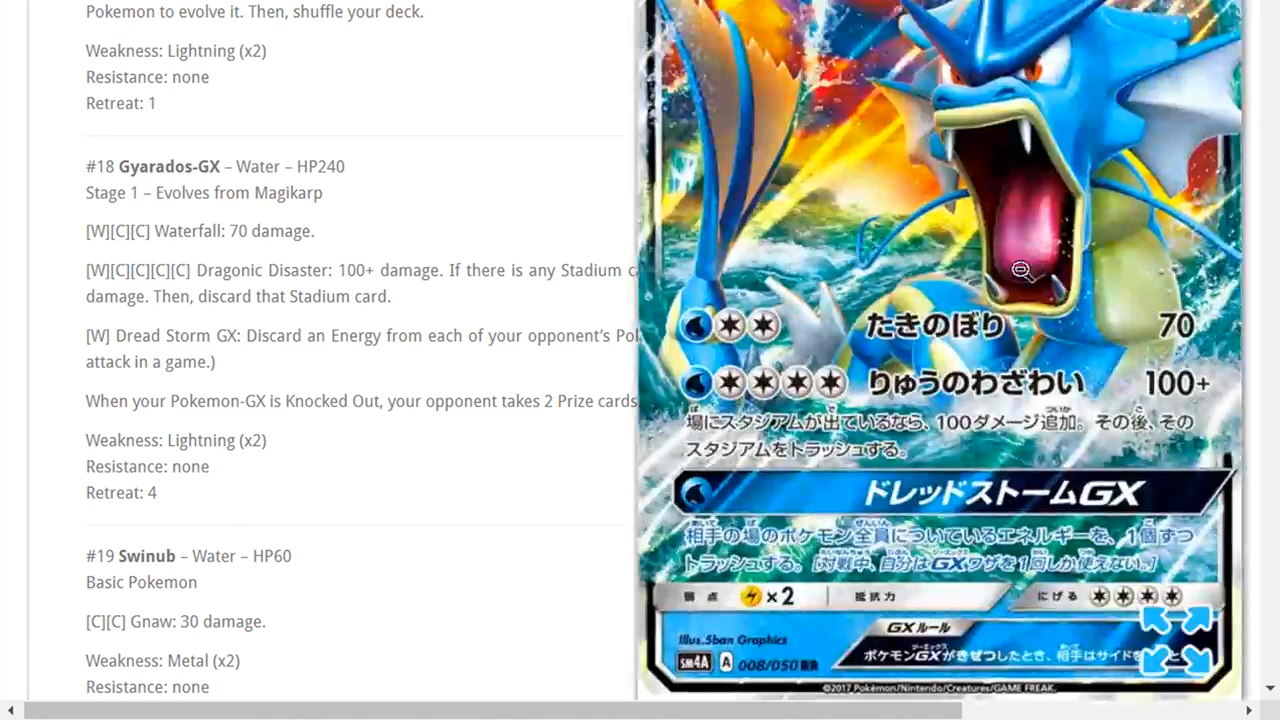 Pokemon to evolve it. Then, shuffle your deck.
Weakness: Lightning (x2)
Resistance: none
Retreat: 1
#18 Gyarados-GX – Water – HP240
Stage 1 – Evolves from Magikarp
[W][C][C] Waterfall: 70 damage.
[W][C][C][C][C] Dragonic Disaster: 100+ damage. If there is any Stadium
damage. Then, discard that Stadium card.
[W] Dread Storm GX: Discard an Energy from each of your opponent's
attack in a game.)
When your Pokemon-GX is Knocked Out, your opponent takes 2 Prize cards
Weakness: Lightning (x2)
Resistance: none
Retreat: 4
#19 Swinub – Water – HP60
Basic Pokemon
[C][C] Gnaw: 30 damage.
Weakness: Metal (x2)
Resistance: none
たきのぼり 70
りゅうのわざわい 100+
場にスタジアムが出ているなら、100ダメージ追加。その後、その
スタジアムをトラッシュする。
ドレッドストームGX
相手の場のポケモン全員についているエネルギーを、1個ずつ
トラッシュする。[対戦中、自分はGXワザを1回しか使えない。]
弱点 ×2 抵抗力 にげる
GXルール
ポケモンGXがきぜつしたとき、相手はサイドを
Illus.5ban Graphics
SM4A A 008/050 RR
©2017 Pokémon/Nintendo/Creatures/GAME FREAK.